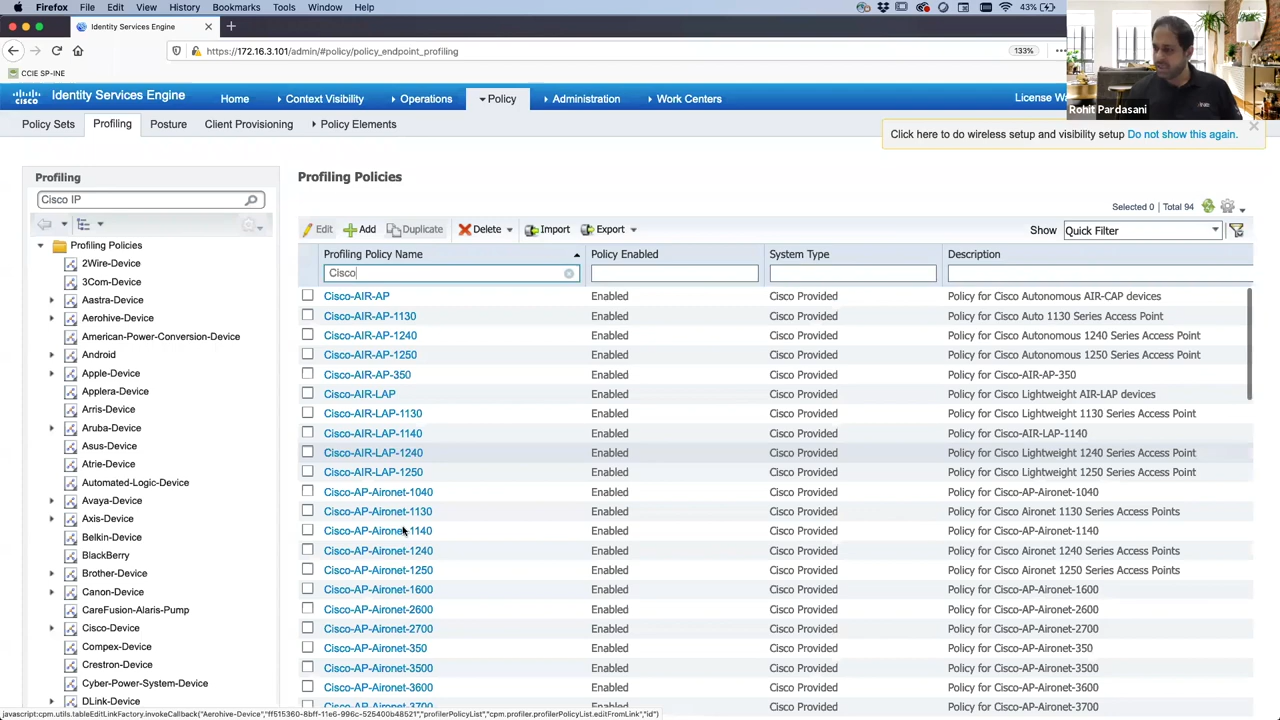 Firefox File Edit View History Bookmarks Tools Window Help 43%
Identity Services Engine
https://172.16.3.101/admin/#policy/policy_endpoint_profiling 133%
CCIE SP-INE
Rohit Pardasani
cisco Identity Services Engine Home Context Visibility Operations Policy Administration Work Centers License Wa
Policy Sets Profiling Posture Client Provisioning Policy Elements
Click here to do wireless setup and visibility setup Do not show this again.
Profiling
Cisco IP
Profiling Policies
2Wire-Device
3Com-Device
Aastra-Device
Aerohive-Device
American-Power-Conversion-Device
Android
Apple-Device
Applera-Device
Arris-Device
Aruba-Device
Asus-Device
Atrie-Device
Automated-Logic-Device
Avaya-Device
Axis-Device
Belkin-Device
BlackBerry
Brother-Device
Canon-Device
CareFusion-Alaris-Pump
Cisco-Device
Compex-Device
Crestron-Device
Cyber-Power-System-Device
DLink-Device
Profiling Policies
Selected 0 | Total 94
Edit Add Duplicate Delete Import Export Show Quick Filter
Profiling Policy Name Policy Enabled System Type Description
Cisco
Cisco-AIR-AP Enabled Cisco Provided Policy for Cisco Autonomous AIR-CAP devices
Cisco-AIR-AP-1130 Enabled Cisco Provided Policy for Cisco Auto 1130 Series Access Point
Cisco-AIR-AP-1240 Enabled Cisco Provided Policy for Cisco Autonomous 1240 Series Access Point
Cisco-AIR-AP-1250 Enabled Cisco Provided Policy for Cisco Autonomous 1250 Series Access Point
Cisco-AIR-AP-350 Enabled Cisco Provided Policy for Cisco-AIR-AP-350
Cisco-AIR-LAP Enabled Cisco Provided Policy for Cisco Lightweight AIR-LAP devices
Cisco-AIR-LAP-1130 Enabled Cisco Provided Policy for Cisco Lightweight 1130 Series Access Point
Cisco-AIR-LAP-1140 Enabled Cisco Provided Policy for Cisco-AIR-LAP-1140
Cisco-AIR-LAP-1240 Enabled Cisco Provided Policy for Cisco Lightweight 1240 Series Access Point
Cisco-AIR-LAP-1250 Enabled Cisco Provided Policy for Cisco Lightweight 1250 Series Access Point
Cisco-AP-Aironet-1040 Enabled Cisco Provided Policy for Cisco-AP-Aironet-1040
Cisco-AP-Aironet-1130 Enabled Cisco Provided Policy for Cisco Aironet 1130 Series Access Points
Cisco-AP-Aironet-1140 Enabled Cisco Provided Policy for Cisco-AP-Aironet-1140
Cisco-AP-Aironet-1240 Enabled Cisco Provided Policy for Cisco Aironet 1240 Series Access Points
Cisco-AP-Aironet-1250 Enabled Cisco Provided Policy for Cisco Aironet 1250 Series Access Points
Cisco-AP-Aironet-1600 Enabled Cisco Provided Policy for Cisco-AP-Aironet-1600
Cisco-AP-Aironet-2600 Enabled Cisco Provided Policy for Cisco-AP-Aironet-2600
Cisco-AP-Aironet-2700 Enabled Cisco Provided Policy for Cisco-AP-Aironet-2700
Cisco-AP-Aironet-350 Enabled Cisco Provided Policy for Cisco-AP-Aironet-350
Cisco-AP-Aironet-3500 Enabled Cisco Provided Policy for Cisco-AP-Aironet-3500
Cisco-AP-Aironet-3600 Enabled Cisco Provided Policy for Cisco-AP-Aironet-3600
Cisco-AP-Aironet-3700 Enabled Cisco Provided Policy for Cisco-AP-Aironet-3700
javascript:cpm.utils.tableEditLinkFactory.invokeCallback("Aerohive-Device","ff515360-8bff-11e6-996c-525400b48521","profilerPolicyList","cpm.profiler.profilerPolicyList.editFromLink","id")